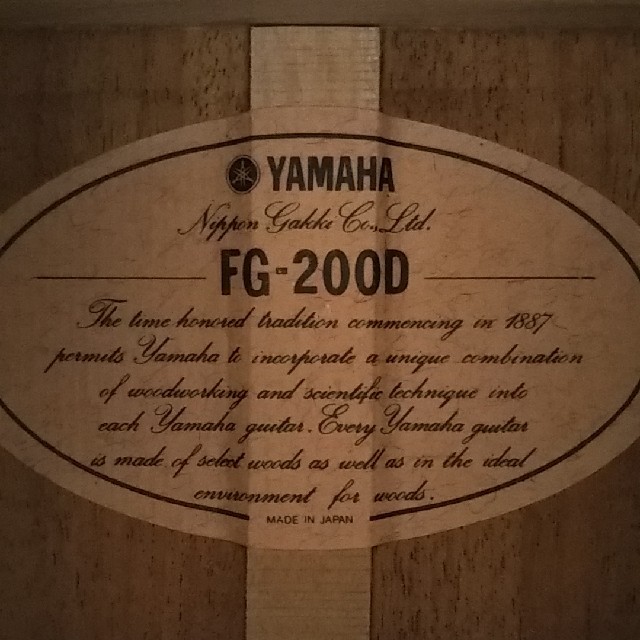 YAMAHA
Nippon Gakki Co., Ltd.
FG-200D
The time honored tradition commencing in 1887
permits Yamaha to incorporate a unique combination
of woodworking and scientific technique into
each Yamaha guitar. Every Yamaha guitar
is made of select woods as well as in the ideal
environment for woods.
MADE IN JAPAN